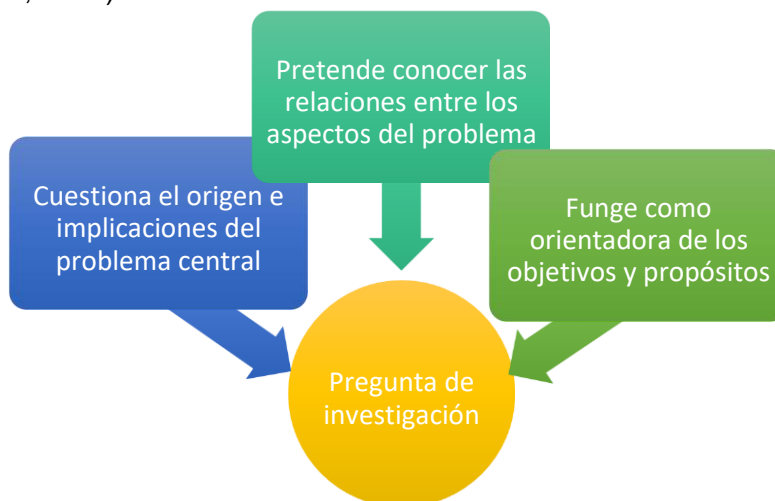 Pretende conocer las
relaciones entre los
aspectos del problema
Cuestiona el origen e
implicaciones del
problema central
Funge como
orientadora de los
objetivos y propósitos
Pregunta de
investigación